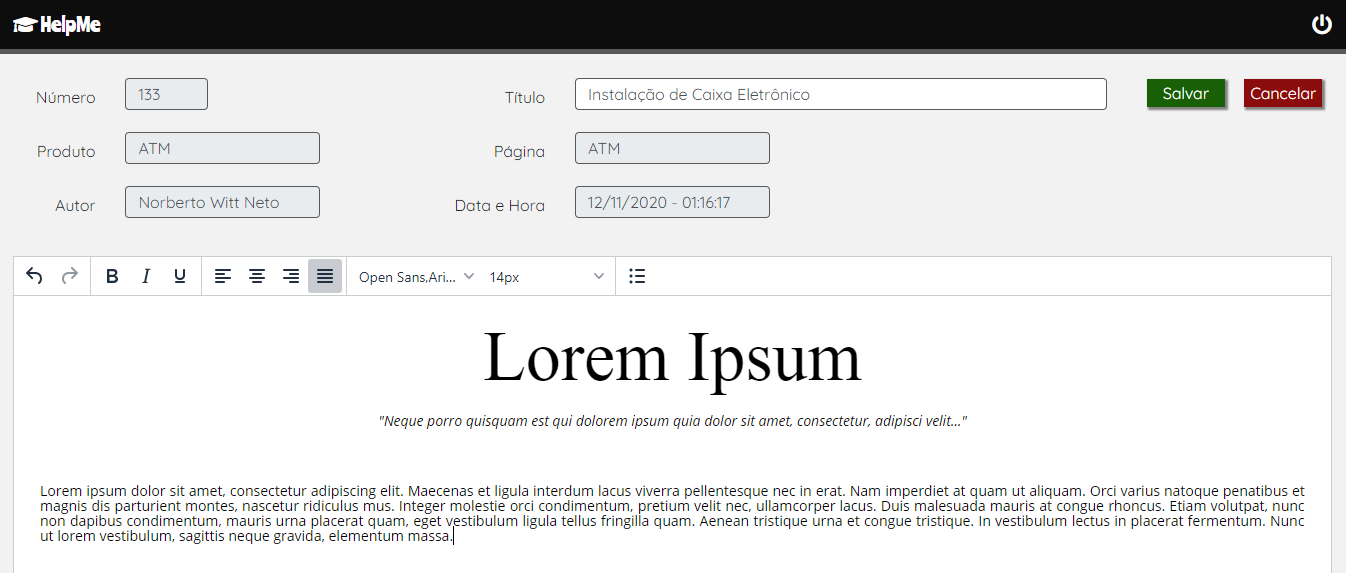 HelpMe
Número 133 Título Instalação de Caixa Eletrônico Salvar Cancelar
Produto ATM Página ATM
Autor Norberto Witt Neto Data e Hora 12/11/2020 - 01:16:17
B I U Open Sans,Ari... 14px
Lorem Ipsum
"Neque porro quisquam est qui dolorem ipsum quia dolor sit amet, consectetur, adipisci velit..."
Lorem ipsum dolor sit amet, consectetur adipiscing elit. Maecenas et ligula interdum lacus viverra pellentesque nec in erat. Nam imperdiet at quam ut aliquam. Orci varius natoque penatibus et
magnis dis parturient montes, nascetur ridiculus mus. Integer molestie orci condimentum, pretium velit nec, ullamcorper lacus. Duis malesuada mauris at congue rhoncus. Etiam volutpat, nunc
non dapibus condimentum, mauris urna placerat quam, eget vestibulum ligula tellus fringilla quam. Aenean tristique urna et congue tristique. In vestibulum lectus in placerat fermentum. Nunc
ut lorem vestibulum, sagittis neque gravida, elementum massa.